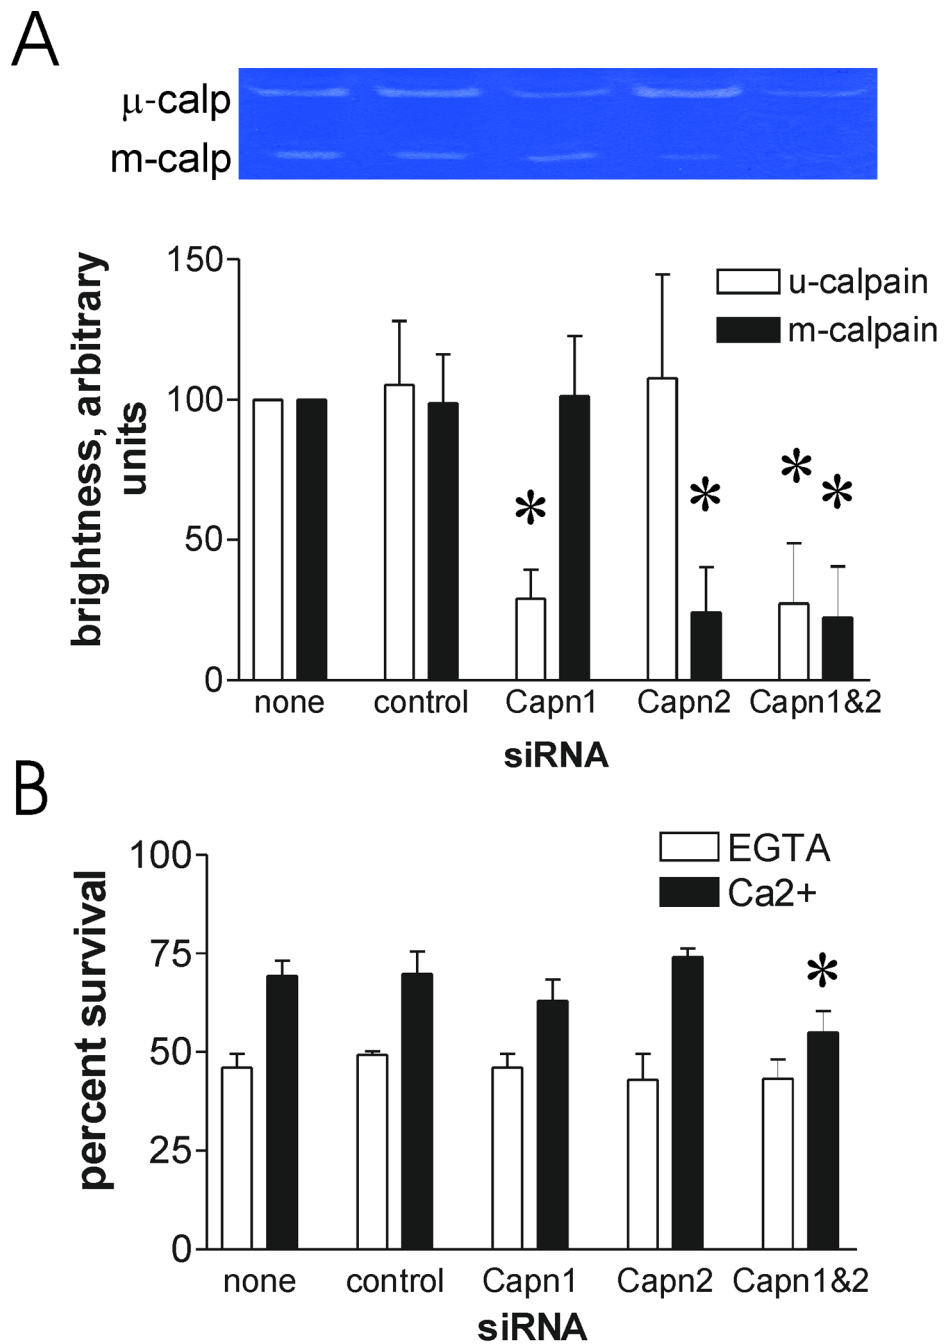 A
μ-calp
m-calp
brightness, arbitrary
units
150
100
50
0
u-calpain
m-calpain
*
*
*
*
none control Capn1 Capn2 Capn1&2
siRNA
B
percent survival
100
75
50
25
0
EGTA
Ca2+
*
none control Capn1 Capn2 Capn1&2
siRNA